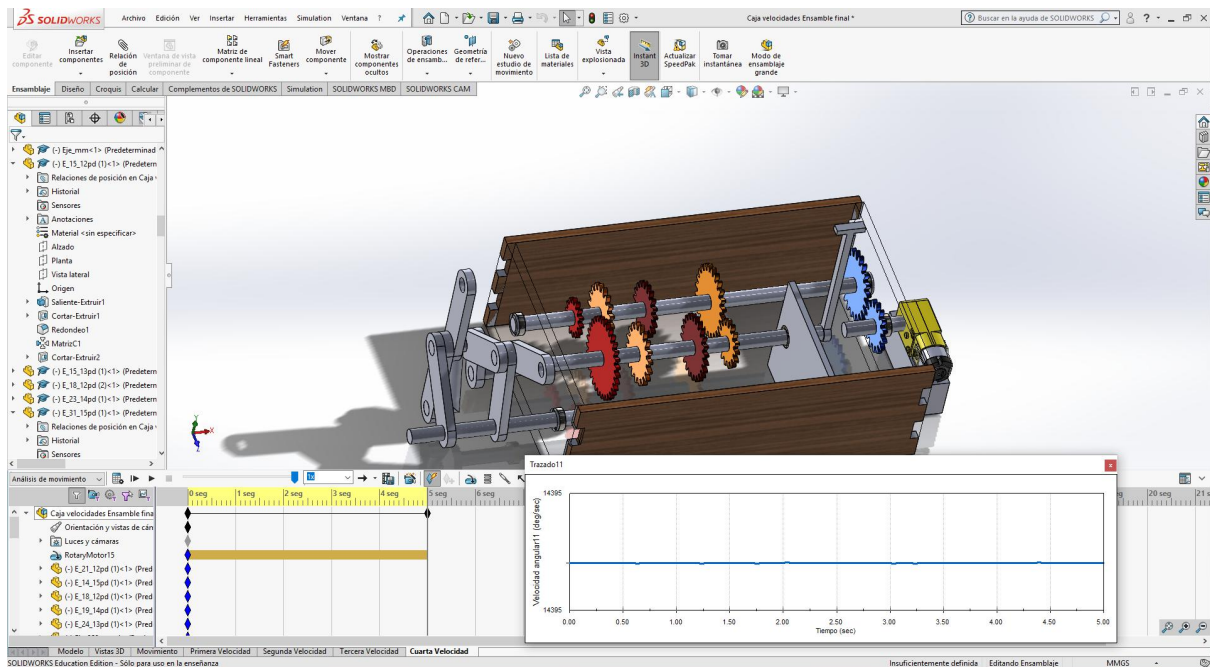 SOLIDWORKS Archivo Edición Ver Insertar Herramientas Simulation Ventana ? Caja velocidades Ensamble final * Buscar en la ayuda de SOLIDWORKS
Editar componente
Insertar componentes
Relación de posición
Ventana de vista preliminar de componente
Matriz de componente lineal
Smart Fasteners
Mover componente
Mostrar componentes ocultos
Operaciones de ensamb...
Geometría de refer...
Nuevo estudio de movimiento
Lista de materiales
Vista explosionada
Instant 3D
Actualizar SpeedPak
Tomar instantánea
Modo de ensamblaje grande
Ensamblaje Diseño Croquis Calcular Complementos de SOLIDWORKS Simulation SOLIDWORKS MBD SOLIDWORKS CAM
(-) Eje_mm<1> (Predeterminad
(-) E_15_12pd (1)<1> (Predetern
Relaciones de posición en Caja
Historial
Sensores
Anotaciones
Material <sin especificar>
Alzado
Planta
Vista lateral
Origen
Saliente-Extruir1
Cortar-Extruir1
Redondeo1
MatrizC1
Cortar-Extruir2
(-) E_15_13pd (1)<1> (Predetern
(-) E_18_12pd (2)<1> (Predetern
(-) E_23_14pd (1)<1> (Predetern
(-) E_31_15pd (1)<1> (Predetern
Relaciones de posición en Caja
Historial
Sensores
Y
X
Z
Análisis de movimiento 1x
0 seg 1 seg 2 seg 3 seg 4 seg 5 seg 6 seg 20 seg 21 s
Caja velocidades Ensamble fina
Orientación y vistas de cán
Luces y cámaras
RotaryMotor15
(-) E_21_12pd (1)<1> (Pred
(-) E_14_15pd (1)<1> (Pred
(-) E_18_12pd (1)<1> (Pred
(-) E_19_14pd (1)<1> (Pred
(-) E_24_13pd (1)<1> (Pred
Trazado11
Velocidad angular11 (deg/sec)
14395
14395
0.00 0.50 1.00 1.50 2.00 2.50 3.00 3.50 4.00 4.50 5.00
Tiempo (sec)
Modelo Vistas 3D Movimiento Primera Velocidad Segunda Velocidad Tercera Velocidad Cuarta Velocidad
SOLIDWORKS Education Edition - Sólo para uso en la enseñanza Insuficientemente definida Editando Ensamblaje MMGS